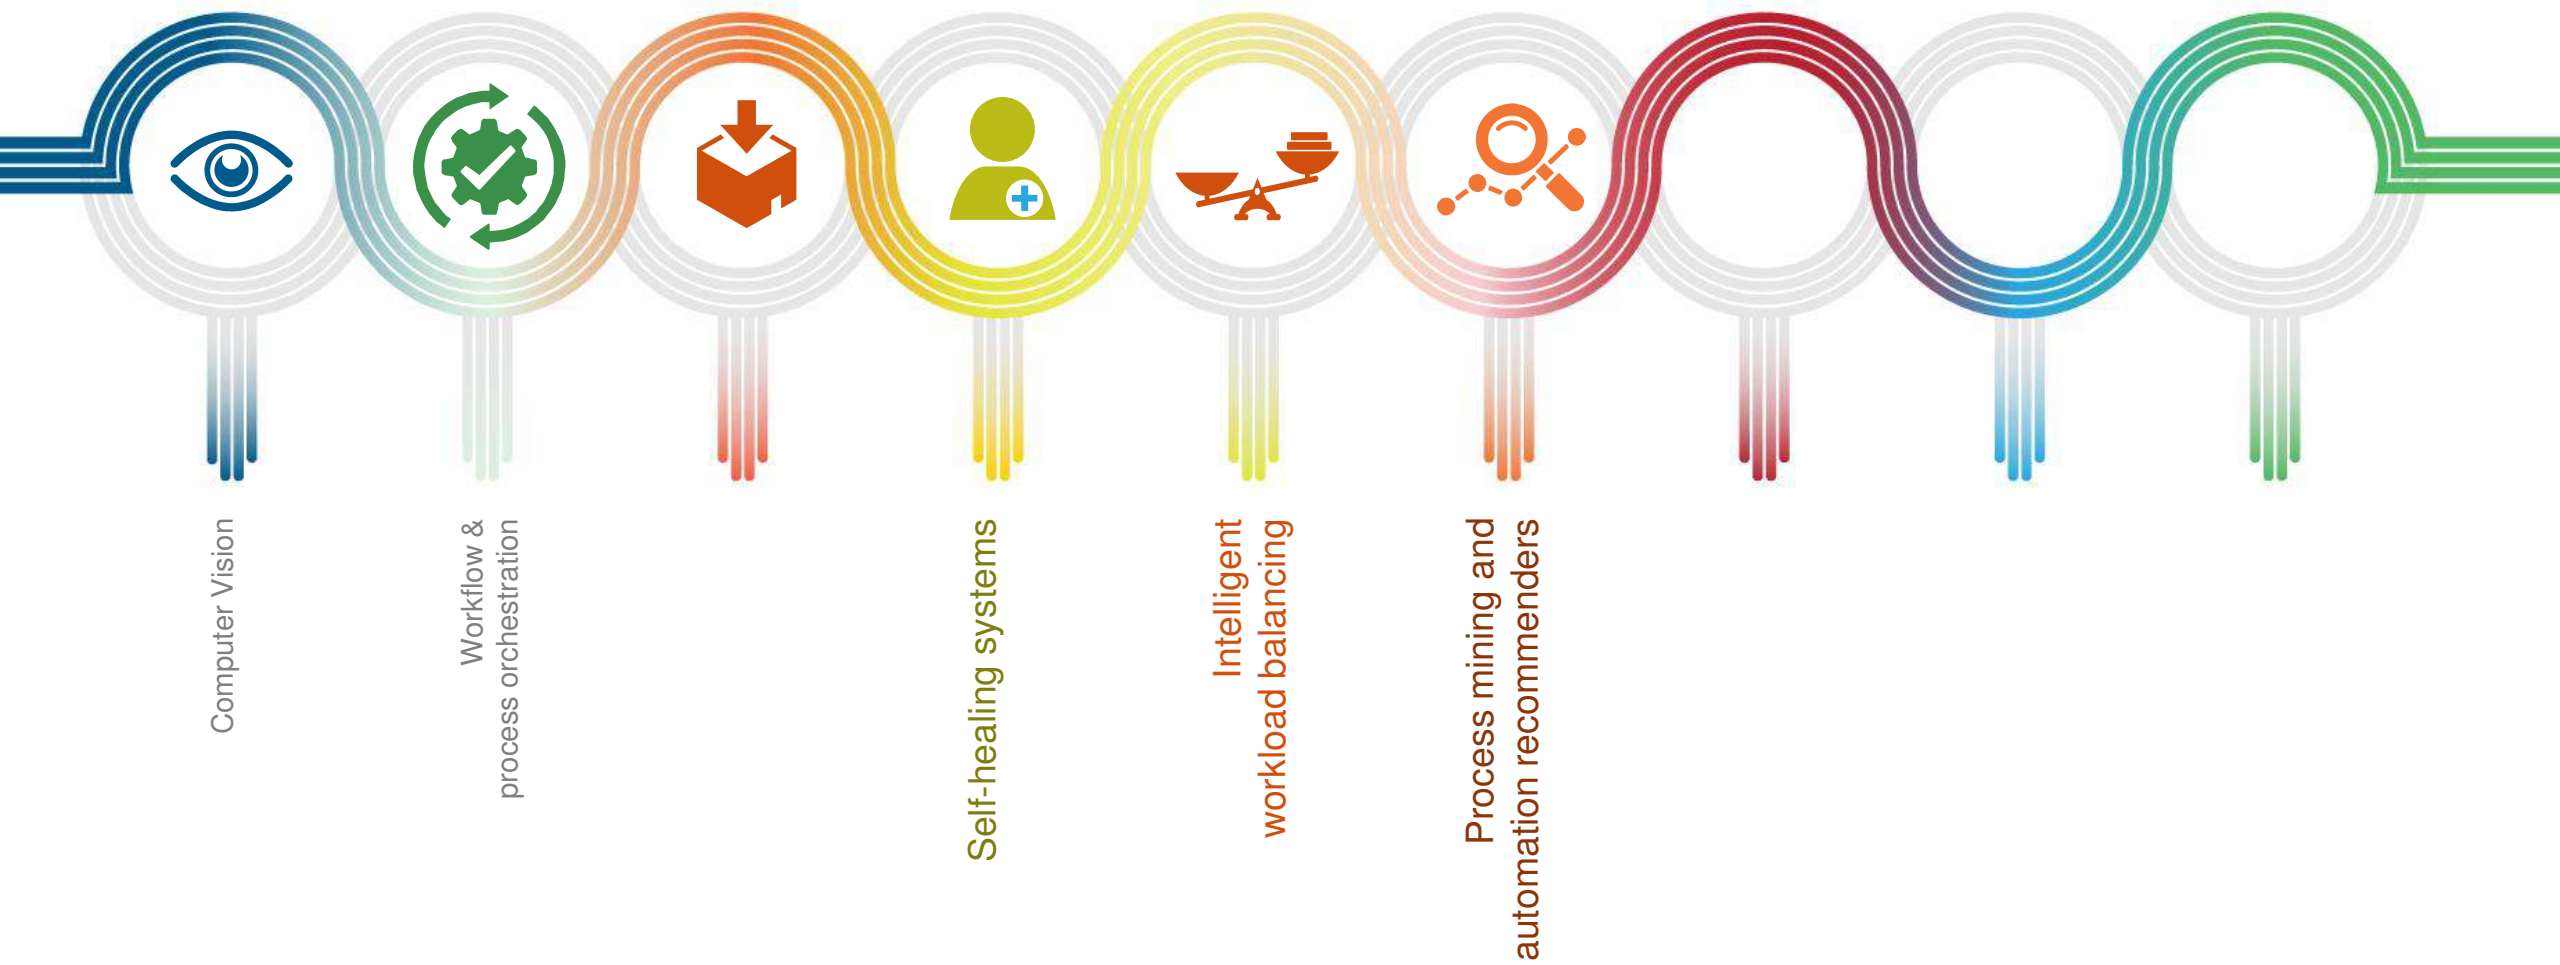 Computer Vision
Workflow &
process orchestration
Self-healing systems
Intelligent
workload balancing
Process mining and
automation recommenders